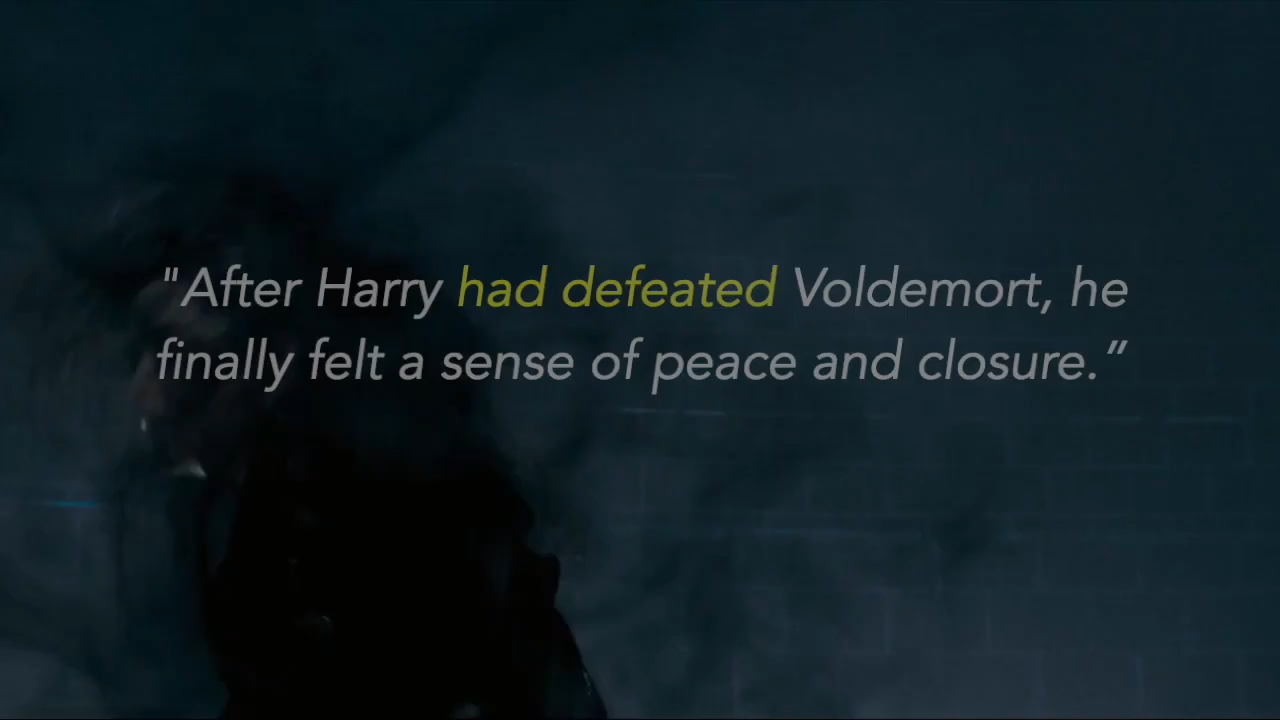 "After Harry had defeated Voldemort, he
finally felt a sense of peace and closure.”